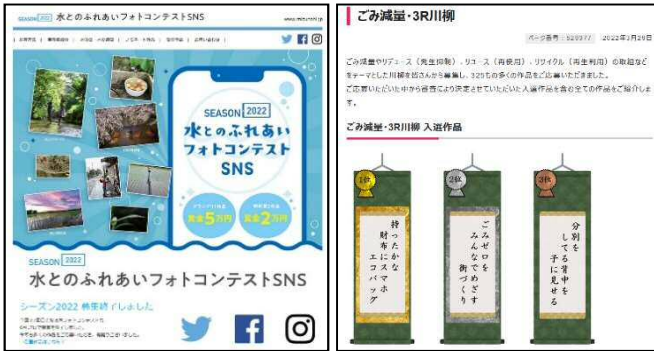 SEASON 2022 水とのふれあいフォトコンテストSNS
SEASON 2022
水とのふれあい
フォトコンテスト
SNS
賞金5万円
賞金2万円
SEASON 2022
水とのふれあいフォトコンテストSNS
シーズン2022 募集終了しました
ごみ減量・3R川柳
2022年3月29日
ごみ減量やリデュース（発生抑制）、リユース（再使用）、リサイクル（再生利用）の取組など
をテーマとした川柳を皆さんから募集し、325もの多くの作品をご応募いただきました。
ご応募いただいた中から審査により決定させていただいた入選作品を含む全ての作品をご紹介しま
す。
ごみ減量・3R川柳 入選作品
1位
持ったかな
財布にスマホ
エコバッグ
2位
ごみゼロを
みんなでめざす
街づくり
3位
分別を
してる背中を
子に見せる